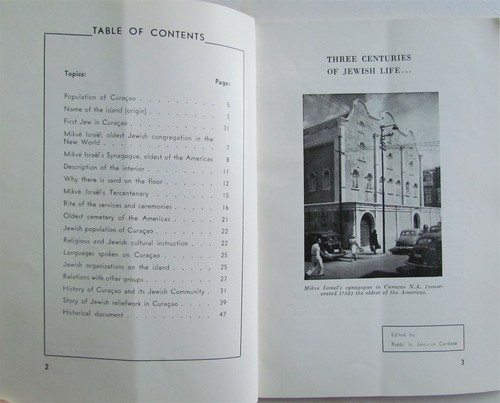 TABLE OF CONTENTS
Topics:
Page:
Population of Curaçao . . . . . . . . 5
Name of the island (origin) . . . . . . . 5
First Jew in Curaçao . . . . . . . . 31
Mikvé Israël, oldest Jewish congregation in the
New World . . . . . . . . . . 7
Mikvé Israël's Synagogue, oldest of the Americas 8
Description of the interior . . . . . . . 11
Why there is sand on the floor . . . . . 12
Mikvé Israël's Tercentenary . . . . . . 15
Rite of the services and ceremonies . . . . 16
Oldest cemetery of the Americas . . . . . 21
Jewish population of Curaçao . . . . . . 22
Religious and Jewish cultural instruction . . . 22
Languages spoken on Curaçao . . . . . 25
Jewish organizations on the island . . . . . 25
Relations with other groups . . . . . . 27
History of Curaçao and its Jewish Community . 31
Story of Jewish reliefwork in Curaçao . . . . 39
Historical document . . . . . . . . 47
2
THREE CENTURIES
OF JEWISH LIFE...
Mikve Israel's synagogue in Curaçao N.A. (conse-
crated 1732) the oldest of the Americas.
Edited by
Rabbi Is. Jessurun Cardozo
3